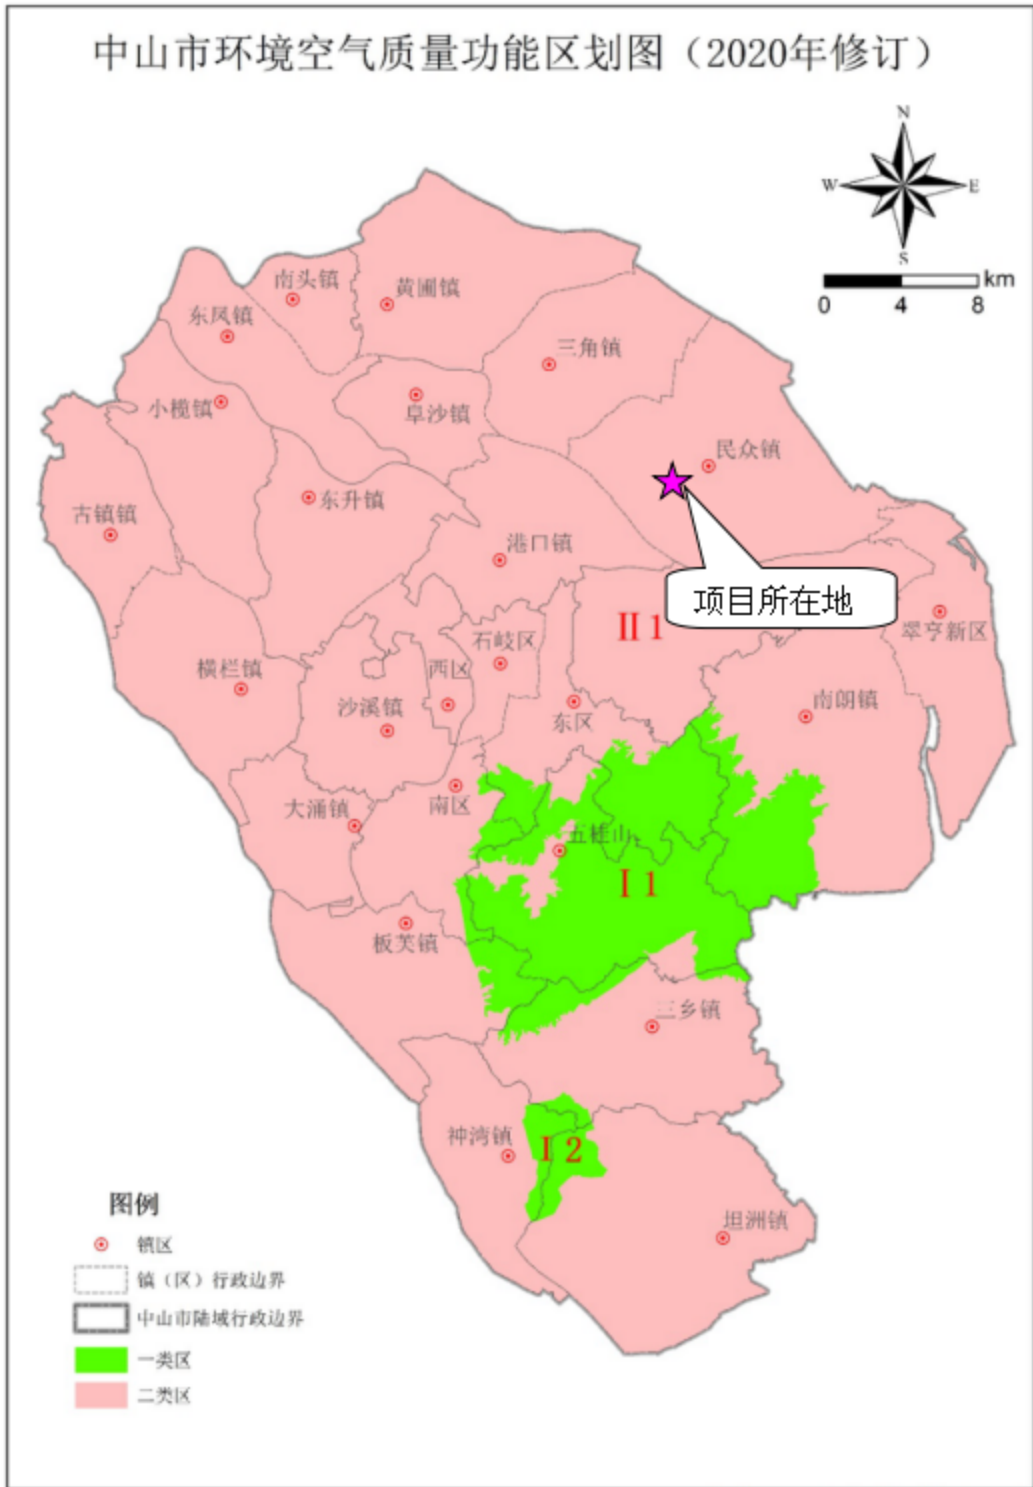 中山市环境空气质量功能区划图（2020年修订）
N
W
E
S
km
0
4
8
南头镇
黄圃镇
东凤镇
三角镇
小榄镇
阜沙镇
民众镇
东升镇
古镇镇
港口镇
项目所在地
II 1
石岐区
翠亨新区
西区
横栏镇
沙溪镇
东区
南朗镇
南区
大涌镇
五桂山
I 1
板芙镇
三乡镇
神湾镇
I 2
坦洲镇
图例
镇区
镇（区）行政边界
中山市陆域行政边界
一类区
二类区